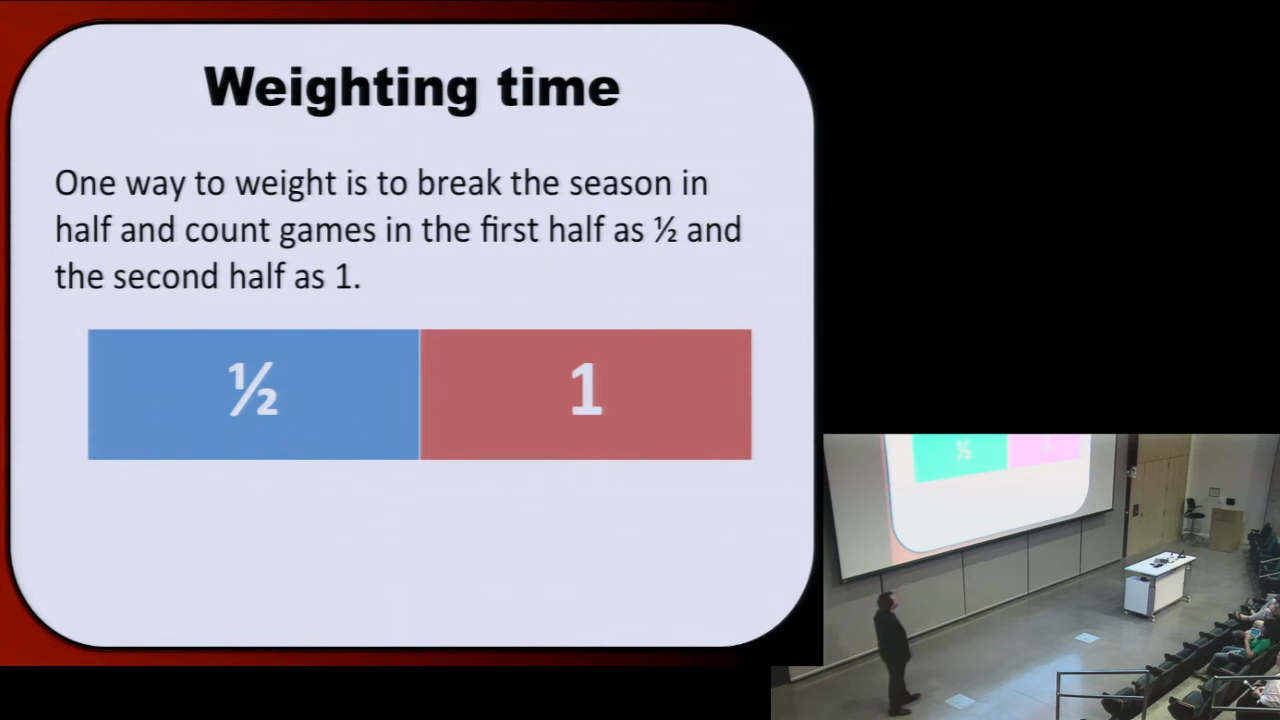 Weighting time
One way to weight is to break the season in
half and count games in the first half as ½ and
the second half as 1.
½ 1